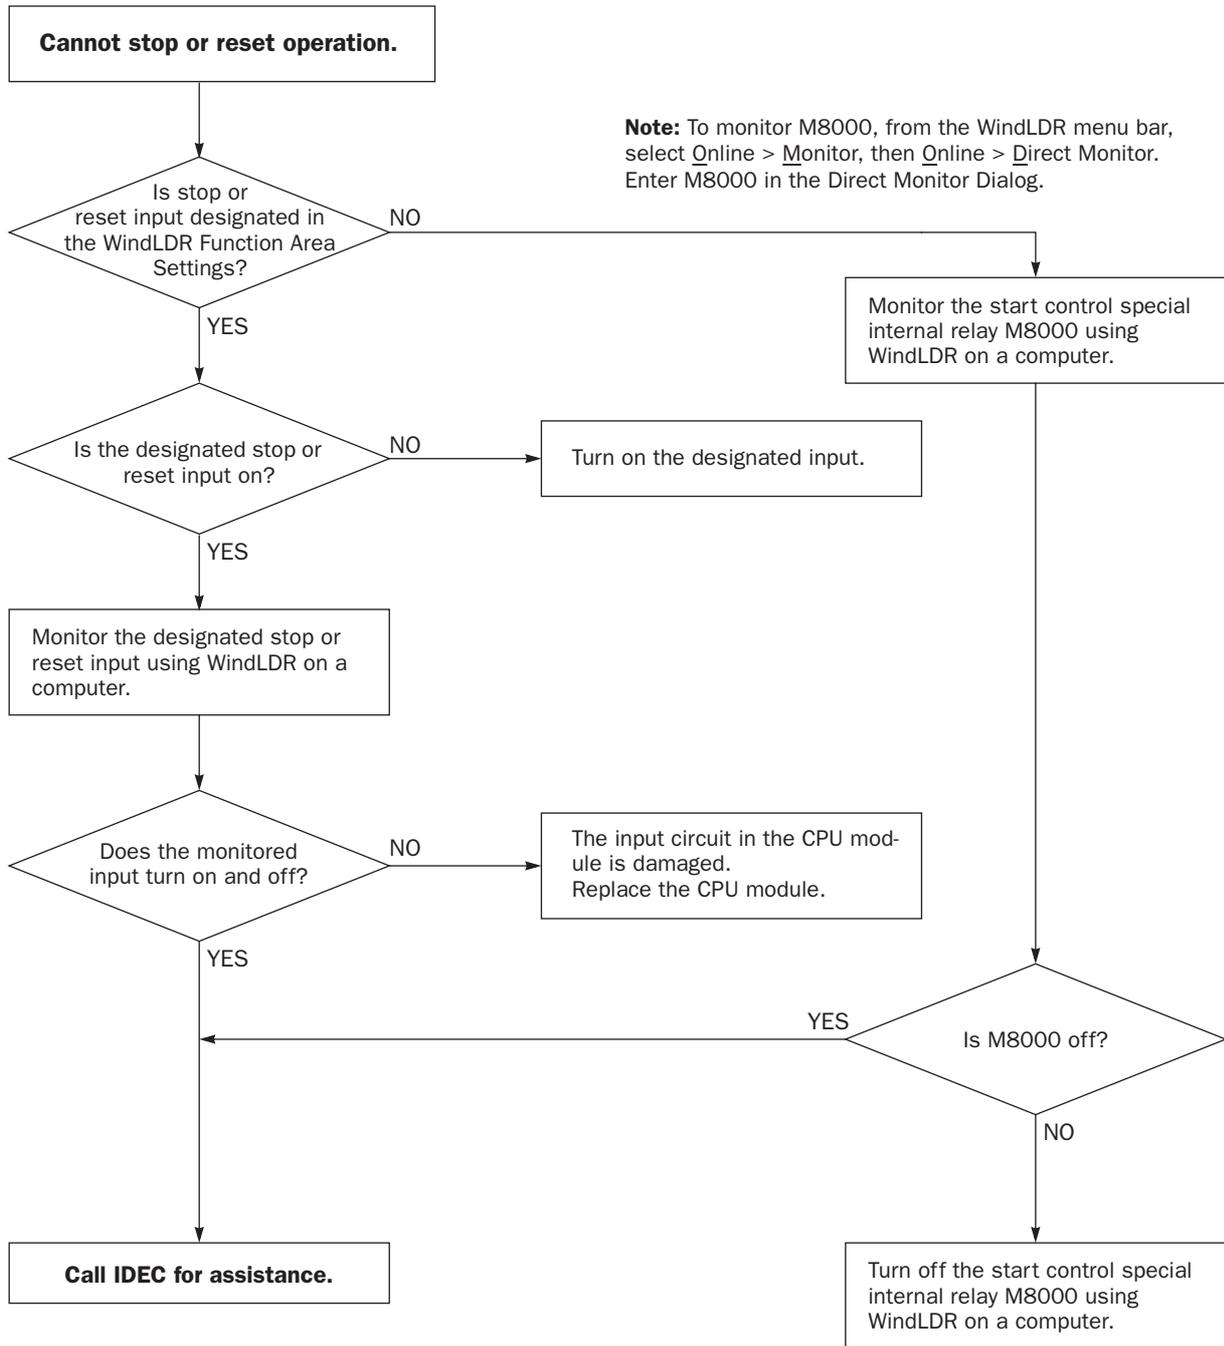 Cannot stop or reset operation.
Note: To monitor M8000, from the WindLDR menu bar,
select Online > Monitor, then Online > Direct Monitor.
Enter M8000 in the Direct Monitor Dialog.
Is stop or
reset input designated in
the WindLDR Function Area
Settings?
NO
YES
Monitor the start control special
internal relay M8000 using
WindLDR on a computer.
Is the designated stop or
reset input on?
NO
Turn on the designated input.
YES
Monitor the designated stop or
reset input using WindLDR on a
computer.
Does the monitored
input turn on and off?
NO
The input circuit in the CPU mod-
ule is damaged.
Replace the CPU module.
YES
YES
Is M8000 off?
NO
Call IDEC for assistance.
Turn off the start control special
internal relay M8000 using
WindLDR on a computer.